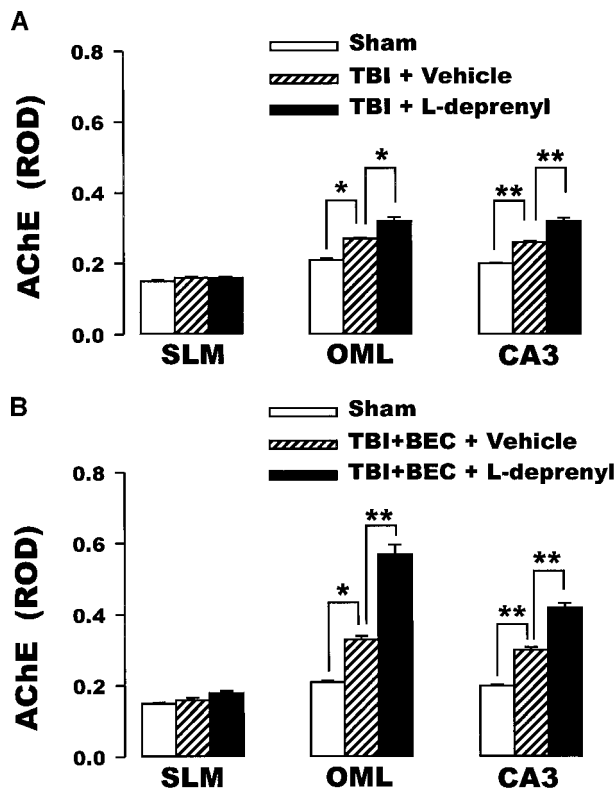 A
Sham
TBI + Vehicle
TBI + L-deprenyl
AChE (ROD)
0.8
0.6
0.4
0.2
0.0
* *
** **
SLM OML CA3
B
Sham
TBI+BEC + Vehicle
TBI+BEC + L-deprenyl
AChE (ROD)
0.8
0.6
0.4
0.2
0.0
* **
** **
SLM OML CA3